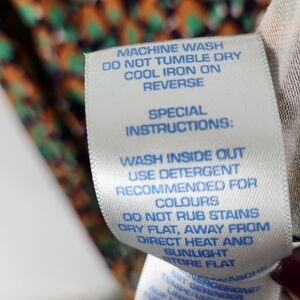 MACHINE WASH
DO NOT TUMBLE DRY
COOL IRON ON
REVERSE
SPECIAL
INSTRUCTIONS:
WASH INSIDE OUT
USE DETERGENT
RECOMMENDED FOR
COLOURS
DO NOT RUB STAINS
DRY FLAT, AWAY FROM
DIRECT HEAT AND
SUNLIGHT
STORE FLAT